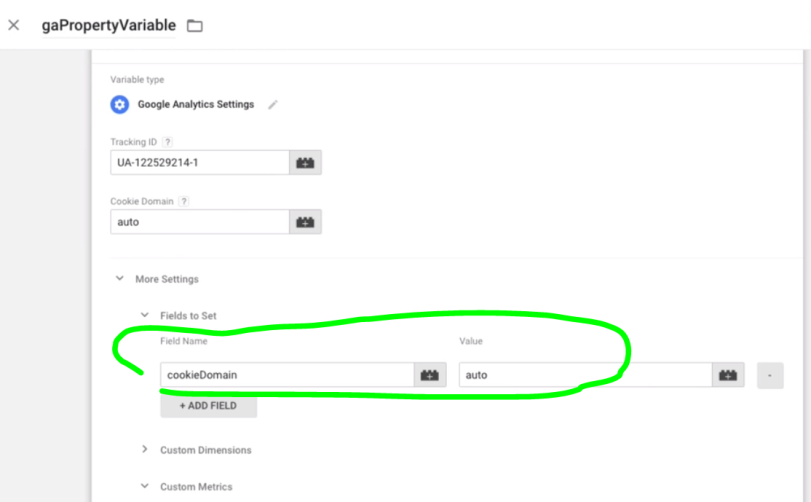 gaPropertyVariable
Variable type
Google Analytics Settings
Tracking ID ?
UA-122529214-1
Cookie Domain ?
auto
More Settings
Fields to Set
Field Name Value
cookieDomain auto -
+ ADD FIELD
Custom Dimensions
Custom Metrics